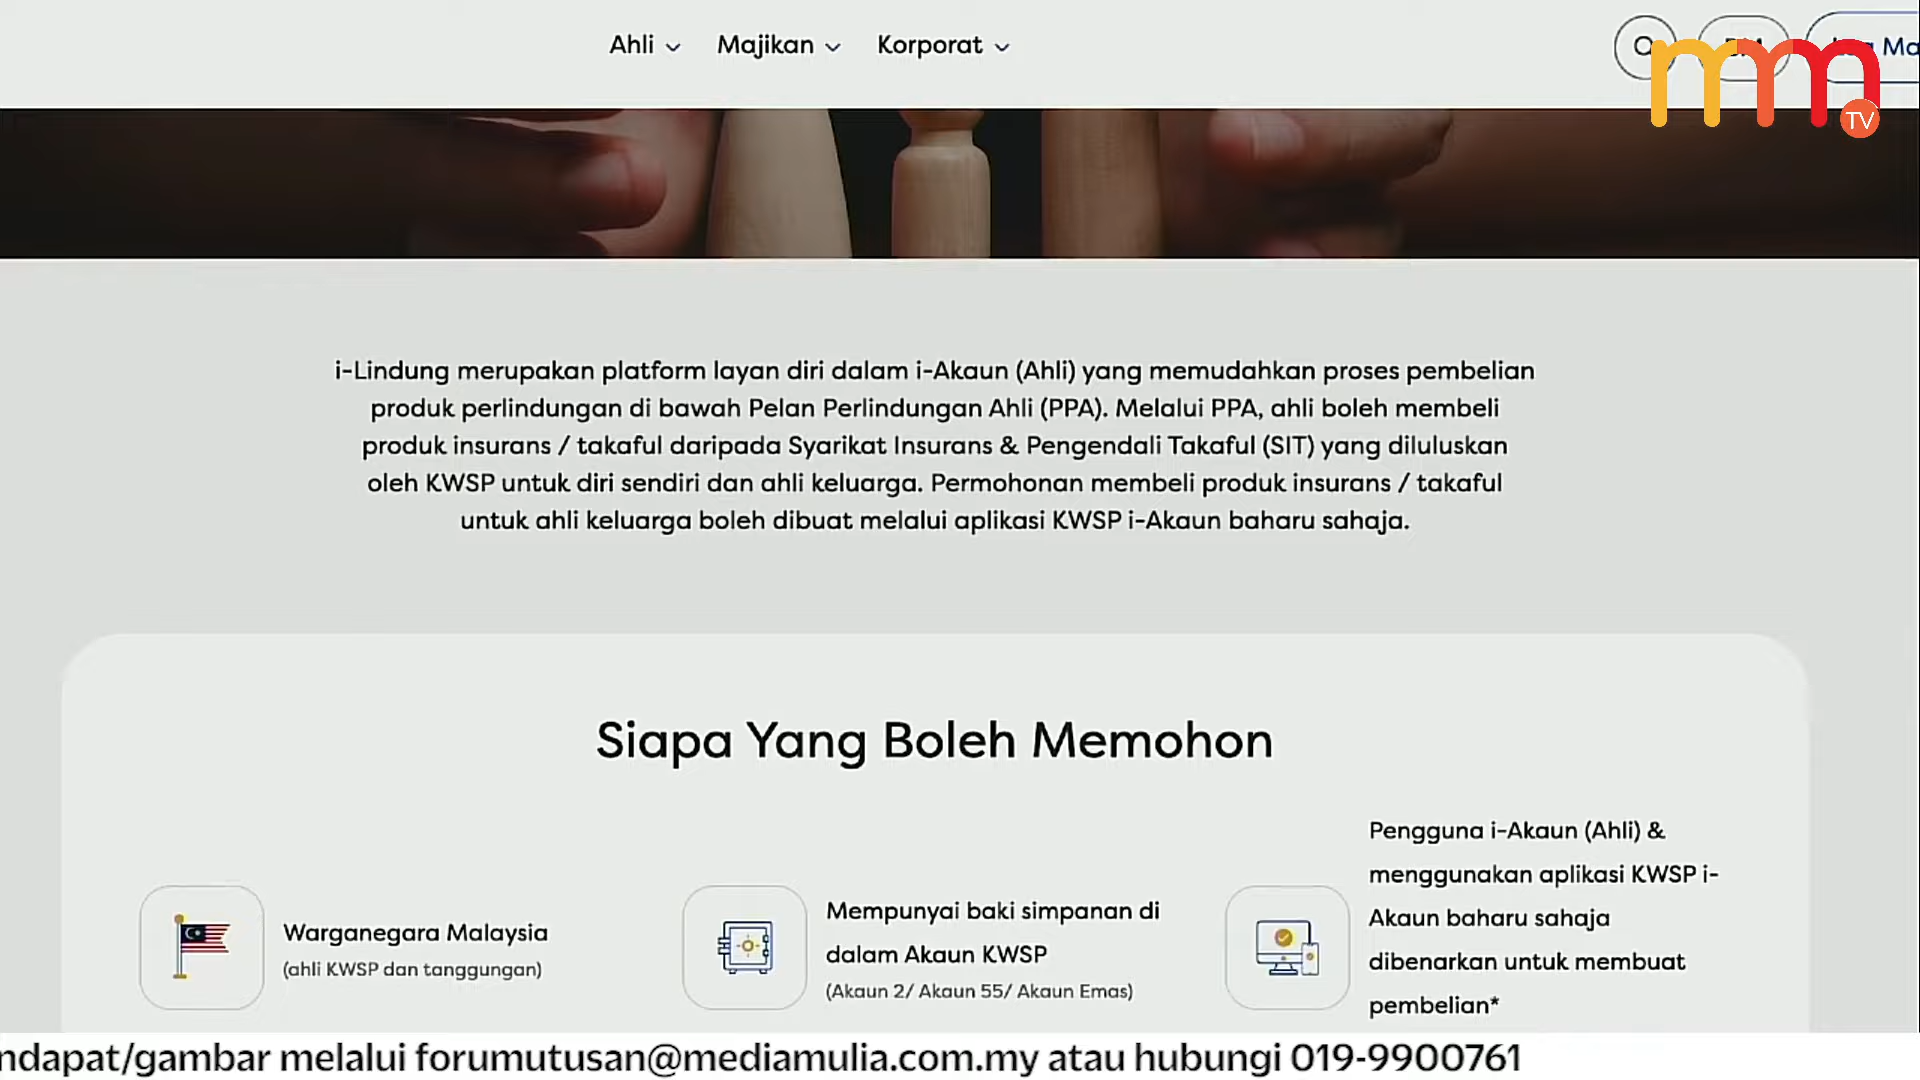 Ahli
Majikan
Korporat
Ma
TV
i-Lindung merupakan platform layan diri dalam i-Akaun (Ahli) yang memudahkan proses pembelian
produk perlindungan di bawah Pelan Perlindungan Ahli (PPA). Melalui PPA, ahli boleh membeli
produk insurans / takaful daripada Syarikat Insurans & Pengendali Takaful (SIT) yang diluluskan
oleh KWSP untuk diri sendiri dan ahli keluarga. Permohonan membeli produk insurans / takaful
untuk ahli keluarga boleh dibuat melalui aplikasi KWSP i-Akaun baharu sahaja.
Siapa Yang Boleh Memohon
Warganegara Malaysia
(ahli KWSP dan tanggungan)
Mempunyai baki simpanan di
dalam Akaun KWSP
(Akaun 2/ Akaun 55/ Akaun Emas)
Pengguna i-Akaun (Ahli) &
menggunakan aplikasi KWSP i-
Akaun baharu sahaja
dibenarkan untuk membuat
pembelian*
ndapat/gambar melalui forumutusan@mediamulia.com.my atau hubungi 019-9900761